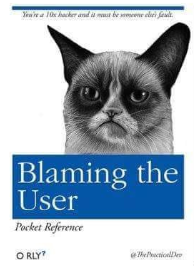 You're a 10x hacker and it must be someone else's fault.
Blaming the
User
Pocket Reference
O RLY?
@ThePracticalDev